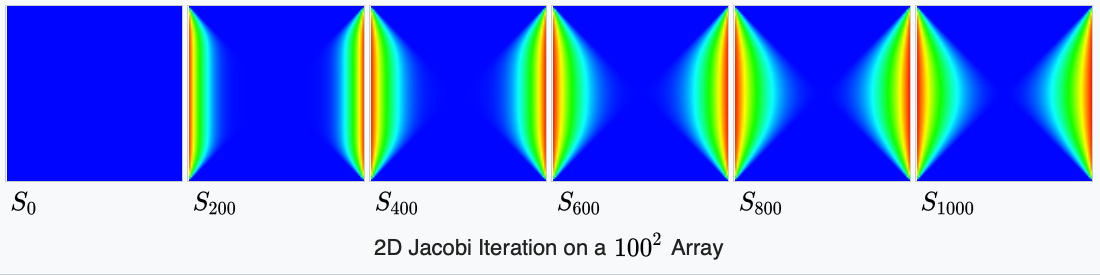 S₀ S₂₀₀ S₄₀₀ S₆₀₀ S₈₀₀ S₁₀₀₀
2D Jacobi Iteration on a 100² Array